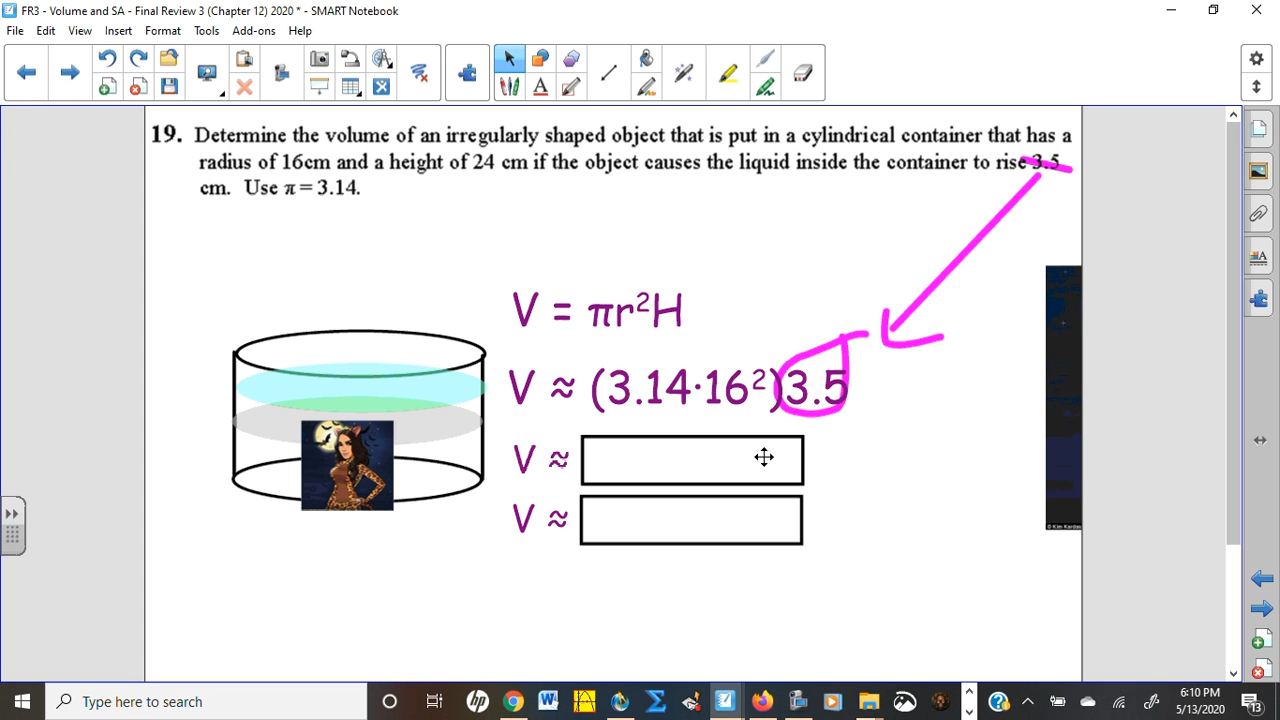 FR3 - Volume and SA - Final Review 3 (Chapter 12) 2020 * - SMART Notebook
File Edit View Insert Format Tools Add-ons Help
19. Determine the volume of an irregularly shaped object that is put in a cylindrical container that has a
radius of 16cm and a height of 24 cm if the object causes the liquid inside the container to rise 3.5
cm. Use π = 3.14.
V = πr²H
V ≈ (3.14·16²)3.5
V ≈
V ≈
Type here to search
6:10 PM
5/13/2020
13